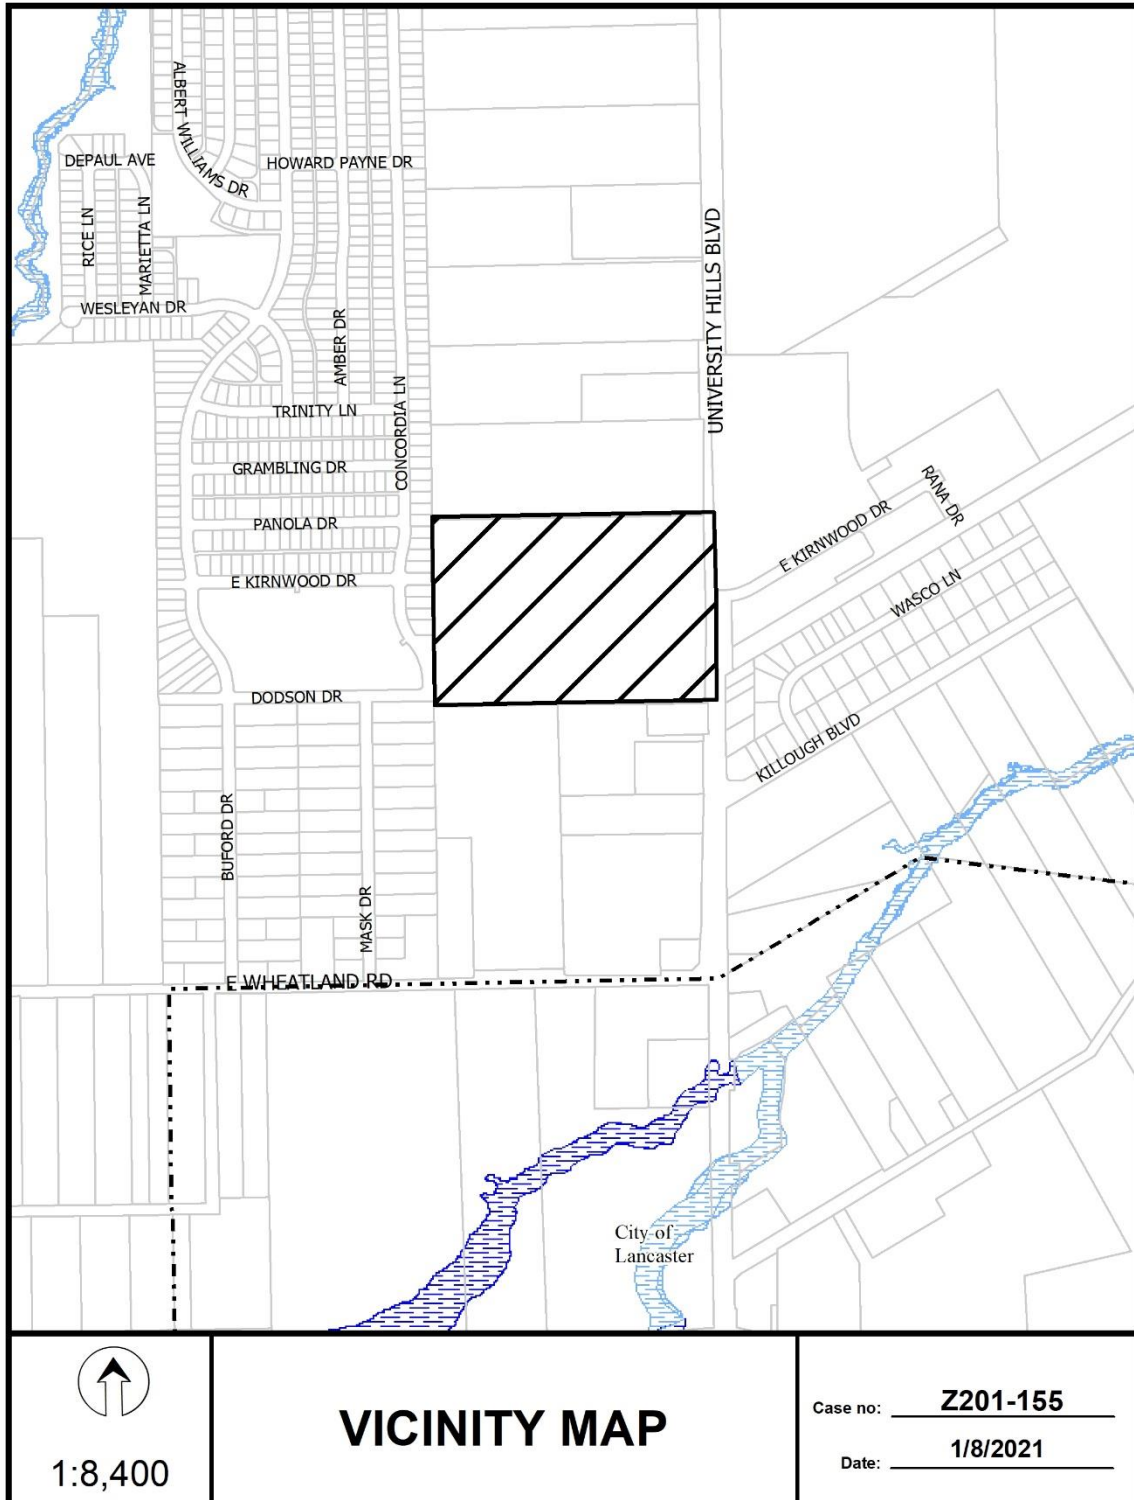 ALBERT WILLIAMS DR
DEPAUL AVE
HOWARD PAYNE DR
RICE LN
MARIETTA LN
UNIVERSITY HILLS BLVD
WESLEYAN DR
AMBER DR
CONCORDIA LN
TRINITY LN
GRAMBLING DR
RANA DR
PANOLA DR
E KIRNWOOD DR
E KIRNWOOD DR
WASCO LN
DODSON DR
KILLOUGH BLVD
BUFORD DR
MASK DR
E WHEATLAND RD
City of
Lancaster
1:8,400
VICINITY MAP
Case no: Z201-155
Date: 1/8/2021